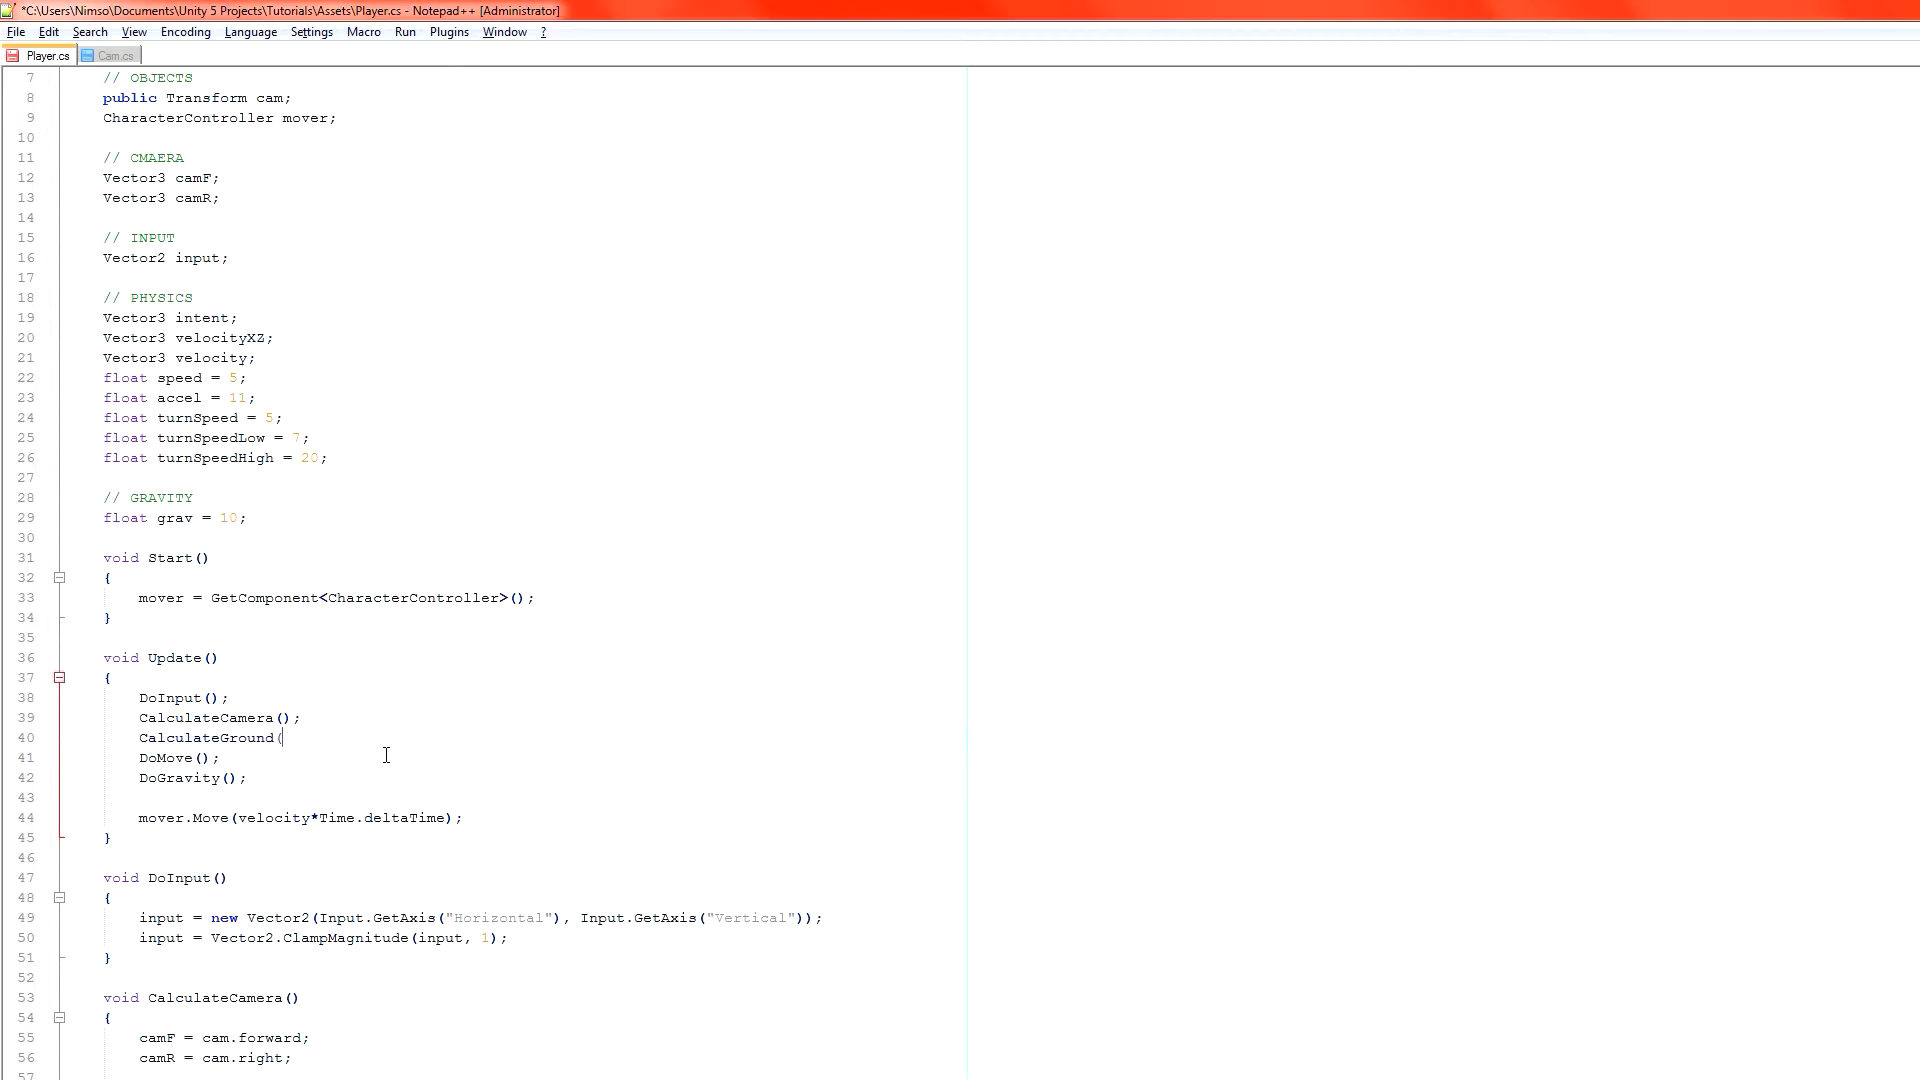 *C:\Users\Nimso\Documents\Unity 5 Projects\Tutorials\Assets\Player.cs - Notepad++ [Administrator]
File Edit Search View Encoding Language Settings Macro Run Plugins Window ?
Player.cs Cam.cs
7 // OBJECTS
8 public Transform cam;
9 CharacterController mover;
10
11 // CMAERA
12 Vector3 camF;
13 Vector3 camR;
14
15 // INPUT
16 Vector2 input;
17
18 // PHYSICS
19 Vector3 intent;
20 Vector3 velocityXZ;
21 Vector3 velocity;
22 float speed = 5;
23 float accel = 11;
24 float turnSpeed = 5;
25 float turnSpeedLow = 7;
26 float turnSpeedHigh = 20;
27
28 // GRAVITY
29 float grav = 10;
30
31 void Start()
32 {
33 mover = GetComponent<CharacterController>();
34 }
35
36 void Update()
37 {
38 DoInput();
39 CalculateCamera();
40 CalculateGround(
41 DoMove();
42 DoGravity();
43
44 mover.Move(velocity*Time.deltaTime);
45 }
46
47 void DoInput()
48 {
49 input = new Vector2(Input.GetAxis("Horizontal"), Input.GetAxis("Vertical"));
50 input = Vector2.ClampMagnitude(input, 1);
51 }
52
53 void CalculateCamera()
54 {
55 camF = cam.forward;
56 camR = cam.right;
57